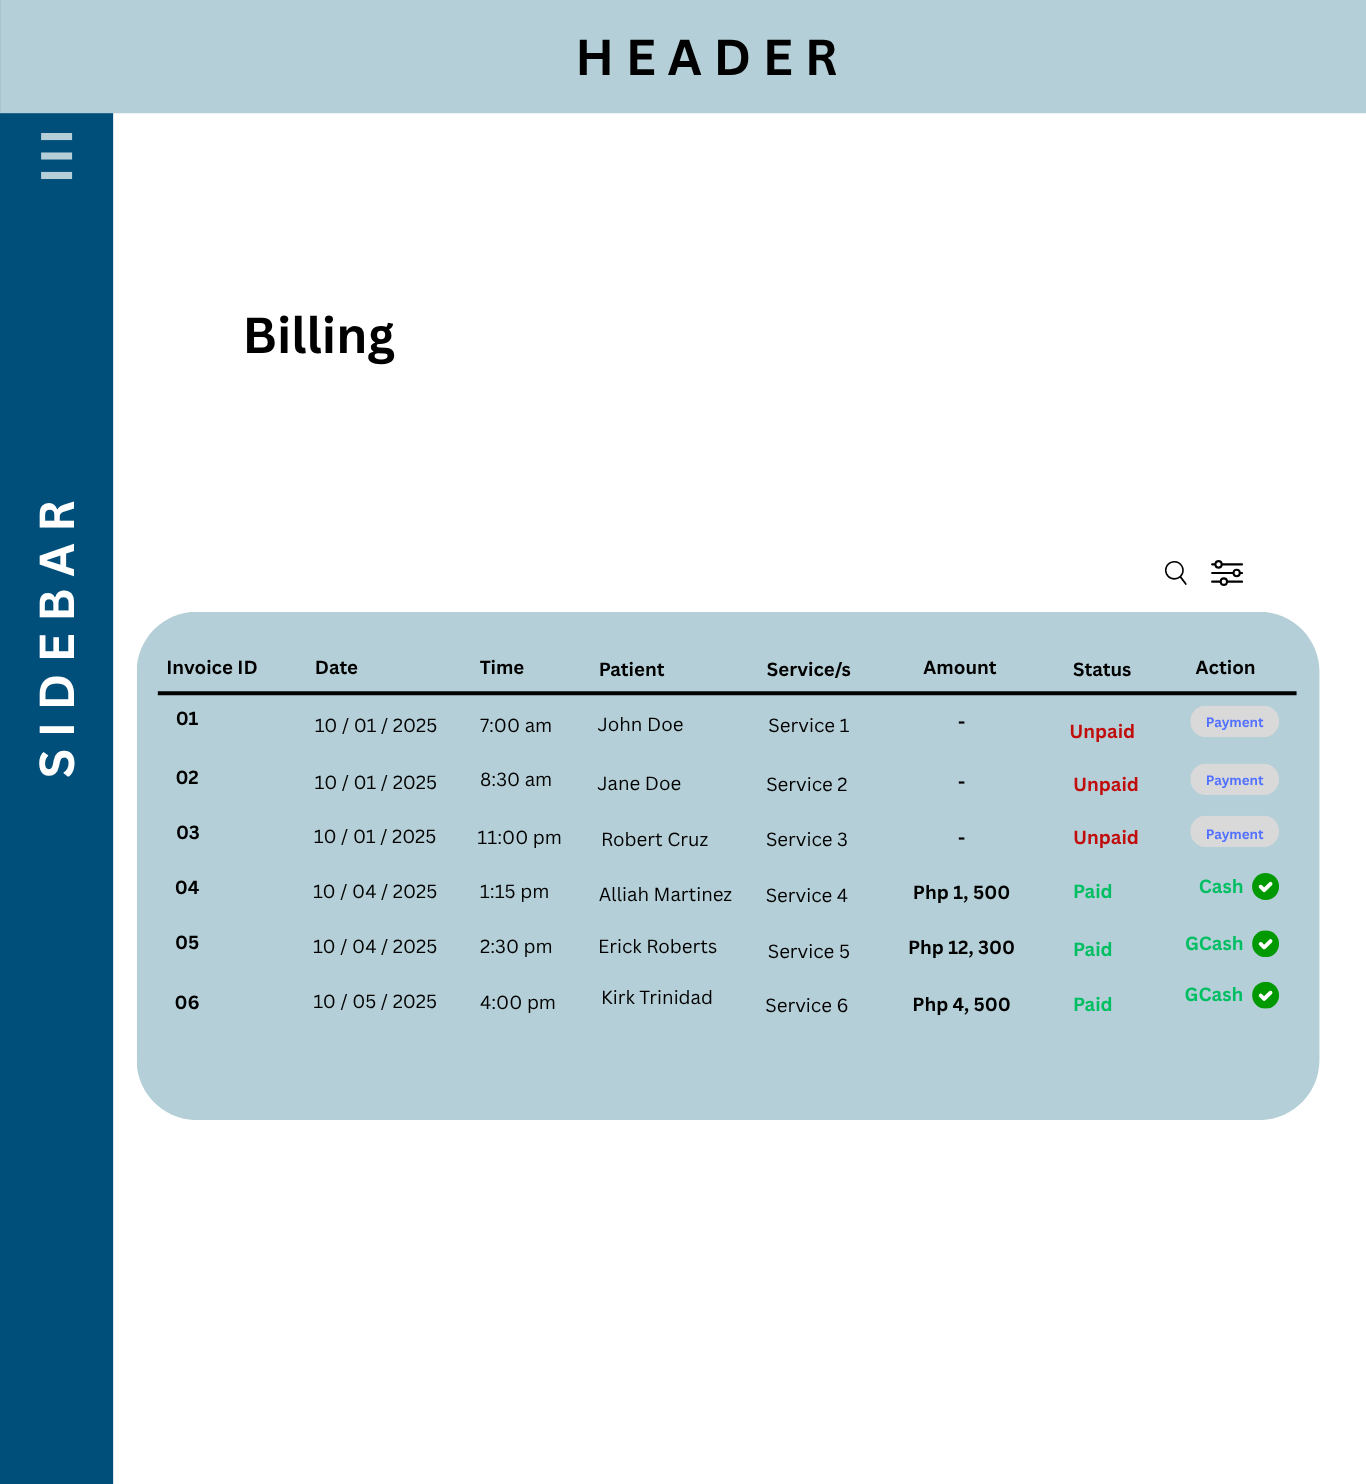 HEADER
SIDEBAR
Billing
Invoice ID Date Time Patient Service/s Amount Status Action
01 10 / 01 / 2025 7:00 am John Doe Service 1 - Unpaid Payment
02 10 / 01 / 2025 8:30 am Jane Doe Service 2 - Unpaid Payment
03 10 / 01 / 2025 11:00 pm Robert Cruz Service 3 - Unpaid Payment
04 10 / 04 / 2025 1:15 pm Alliah Martinez Service 4 Php 1, 500 Paid Cash
05 10 / 04 / 2025 2:30 pm Erick Roberts Service 5 Php 12, 300 Paid GCash
06 10 / 05 / 2025 4:00 pm Kirk Trinidad Service 6 Php 4, 500 Paid GCash